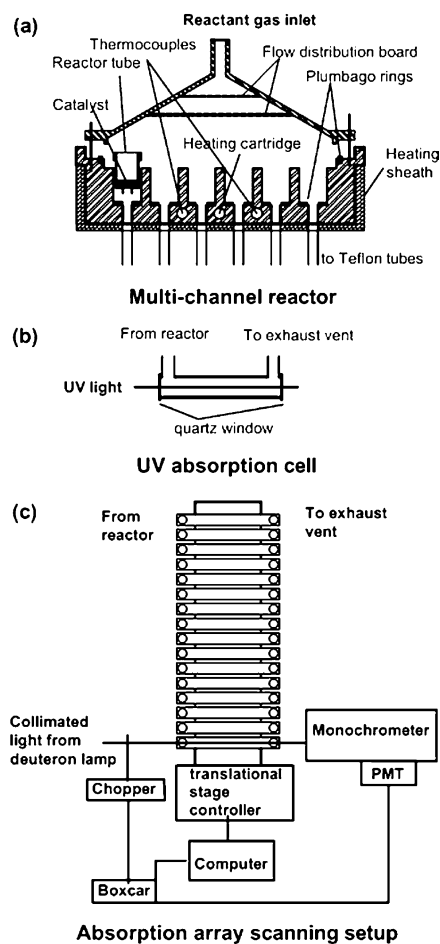 (a)
Reactant gas inlet
Thermocouples
Reactor tube
Flow distribution board
Plumbago rings
Catalyst
Heating cartridge
Heating
sheath
to Teflon tubes
Multi-channel reactor
(b)
From reactor
To exhaust vent
UV light
quartz window
UV absorption cell
(c)
From
reactor
To exhaust
vent
Collimated
light from
deuteron lamp
Monochrometer
PMT
Chopper
translational
stage
controller
Computer
Boxcar
Absorption array scanning setup